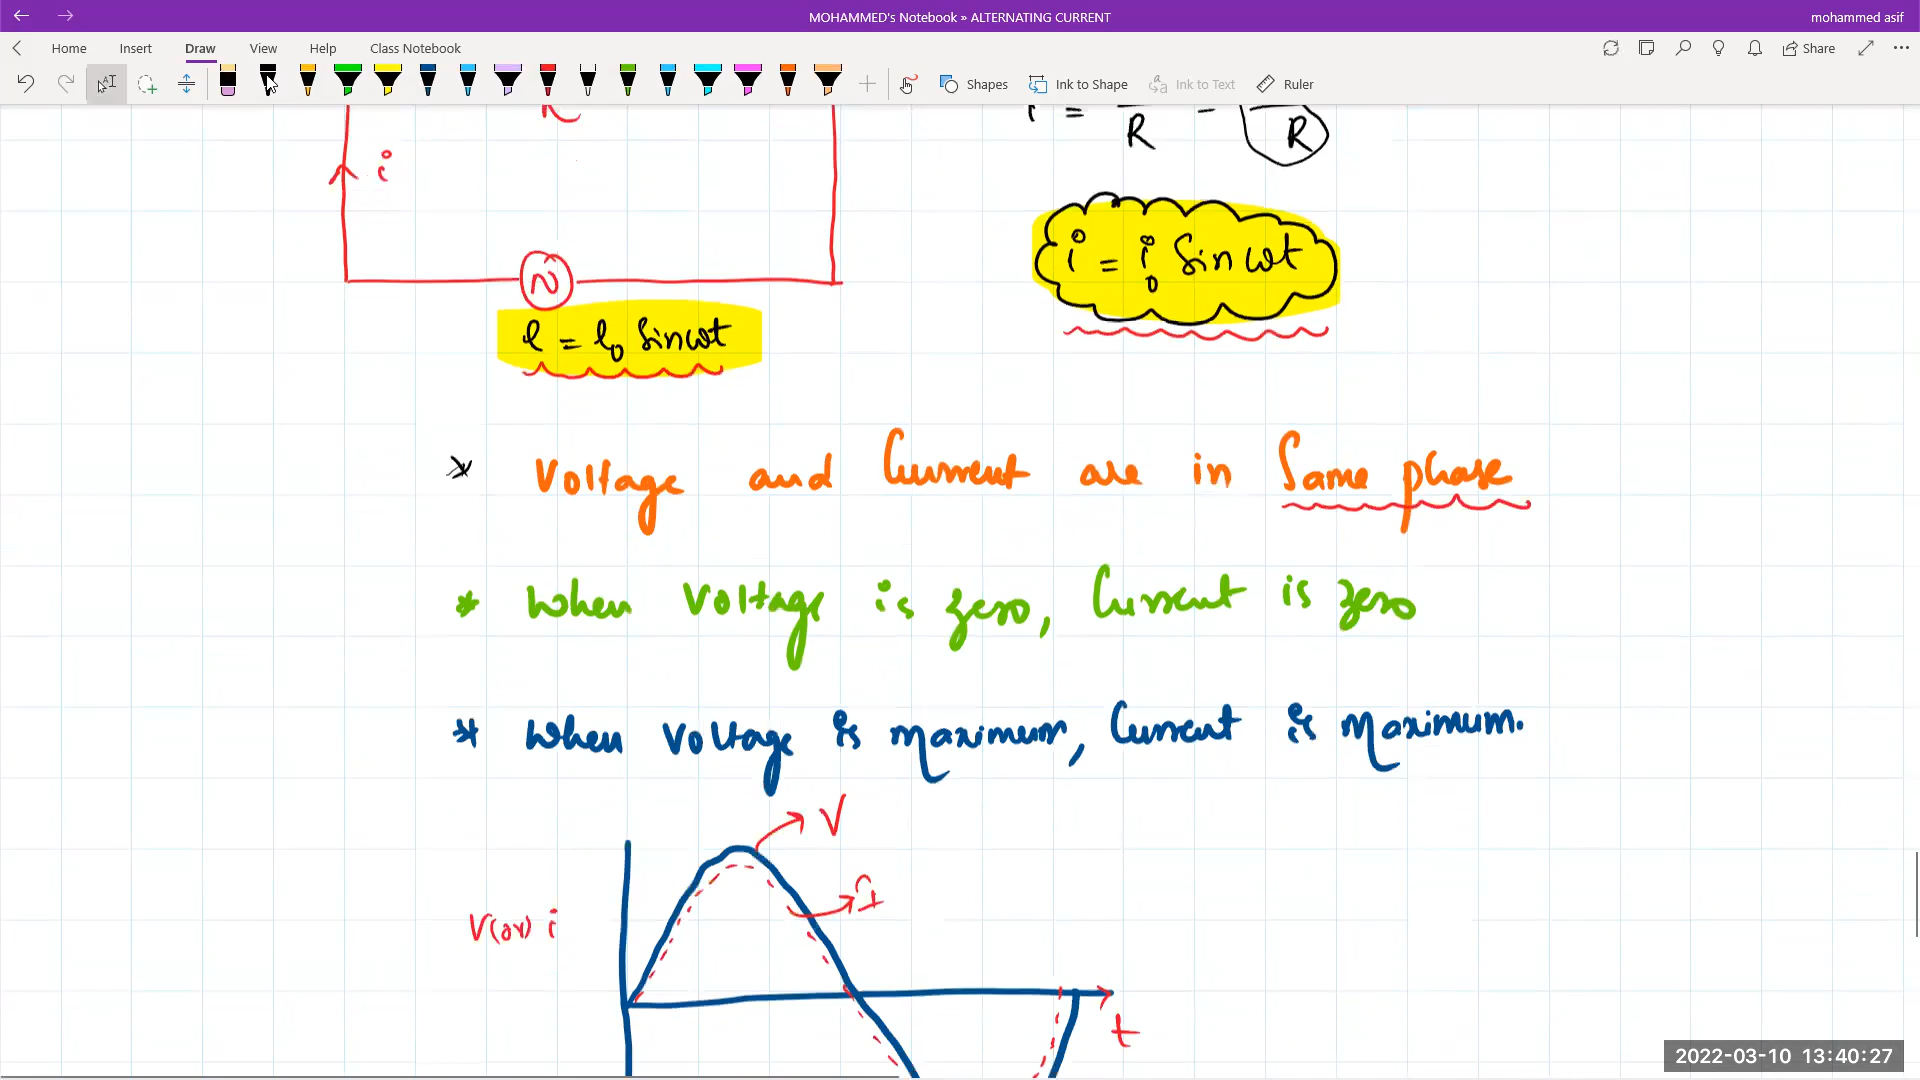 MOHAMMED's Notebook » ALTERNATING CURRENT
mohammed asif
Home Insert Draw View Help Class Notebook
Share
Shapes Ink to Shape Ink to Text Ruler
R
i
R R
i = i₀ Sin ωt
e = e₀ Sinωt
* Voltage and Current are in Same phase
* When Voltage is zero, Current is zero
* When Voltage is maximum, Current is maximum.
V
I
V(or) i
t
2022-03-10 13:40:27